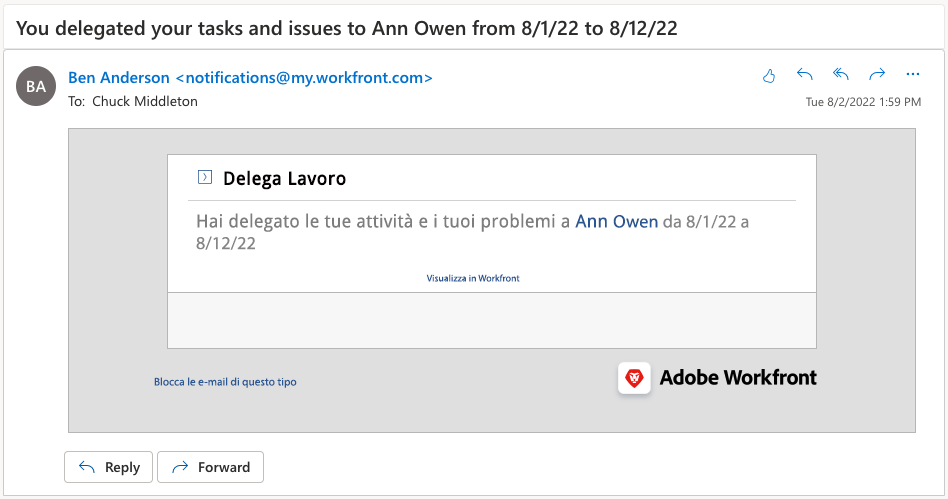 You delegated your tasks and issues to Ann Owen from 8/1/22 to 8/12/22
BA
Ben Anderson <notifications@my.workfront.com>
To: Chuck Middleton
Tue 8/2/2022 1:59 PM
Delega Lavoro
Hai delegato le tue attività e i tuoi problemi a Ann Owen da 8/1/22 a
8/12/22
Visualizza in Workfront
Blocca le e-mail di questo tipo
Adobe Workfront
Reply
Forward